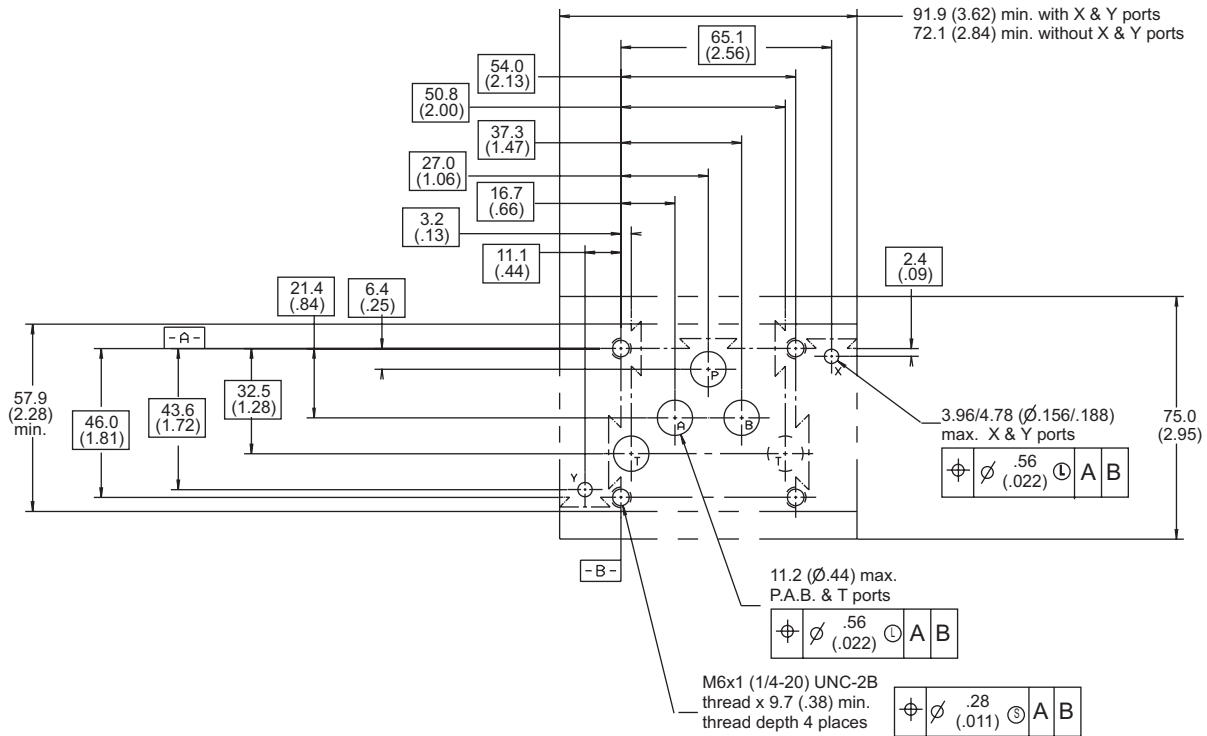 91.9 (3.62) min. with X & Y ports
72.1 (2.84) min. without X & Y ports
65.1
(2.56)
54.0
(2.13)
50.8
(2.00)
37.3
(1.47)
27.0
(1.06)
16.7
(.66)
3.2
(.13)
11.1
(.44)
2.4
(.09)
21.4
(.84)
6.4
(.25)
-A-
57.9
(2.28)
min.
46.0
(1.81)
43.6
(1.72)
32.5
(1.28)
P
X
A
B
T
T
Y
3.96/4.78 (Ø.156/.188)
max. X & Y ports
⌖ Ø .56 Ⓛ A B
(.022)
75.0
(2.95)
-B-
11.2 (Ø.44) max.
P.A.B. & T ports
⌖ Ø .56 Ⓛ A B
(.022)
M6x1 (1/4-20) UNC-2B
thread x 9.7 (.38) min.
thread depth 4 places
⌖ Ø .28 Ⓢ A B
(.011)